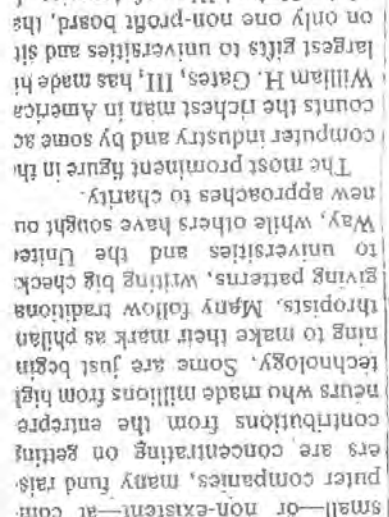 small—or non-existent—at com-
puter companies, many fund rais-
ers are concentrating on getting
contributions from the entrepre
neurs who made millions from high
technology. Some are just begin
ning to make their mark as philan
thropists. Many follow traditiona
giving patterns, writing big check
to universities and the Unite
Way, while others have sought ou
new approaches to charity.
The most prominent figure in th
computer industry and by some ac
counts the richest man in America
William H. Gates, III, has made hi
largest gifts to universities and sit
on only one non-profit board, tha